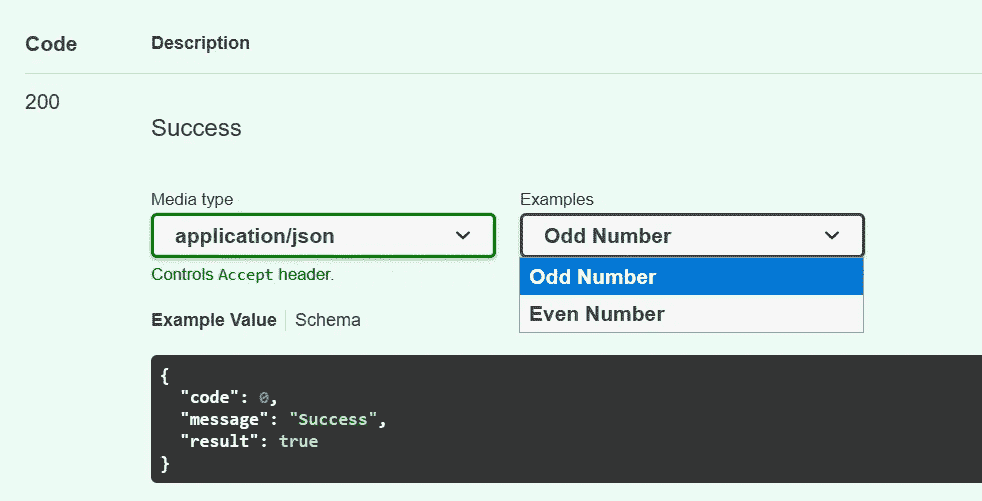 Code Description
200
Success
Media type Examples
application/json Odd Number
Controls Accept header. Odd Number
Even Number
Example Value Schema
{
"code": 0,
"message": "Success",
"result": true
}